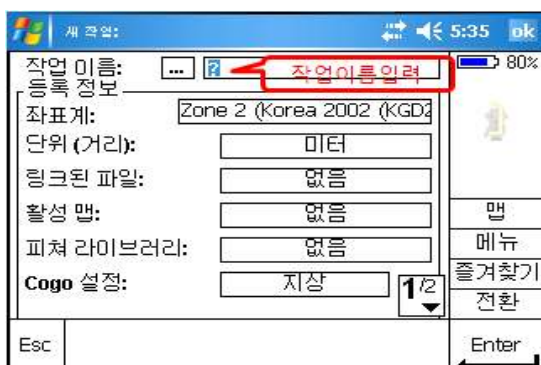 새 작업: 5:35 ok
작업 이름: ... ? 작업이름입력 80%
등록 정보
좌표계: Zone 2 (Korea 2002 (KGD2
단위 (거리): 미터
링크된 파일: 없음
활성 맵: 없음 맵
피쳐 라이브러리: 없음 메뉴
Cogo 설정: 지상 1/2 즐겨찾기
전환
Esc Enter